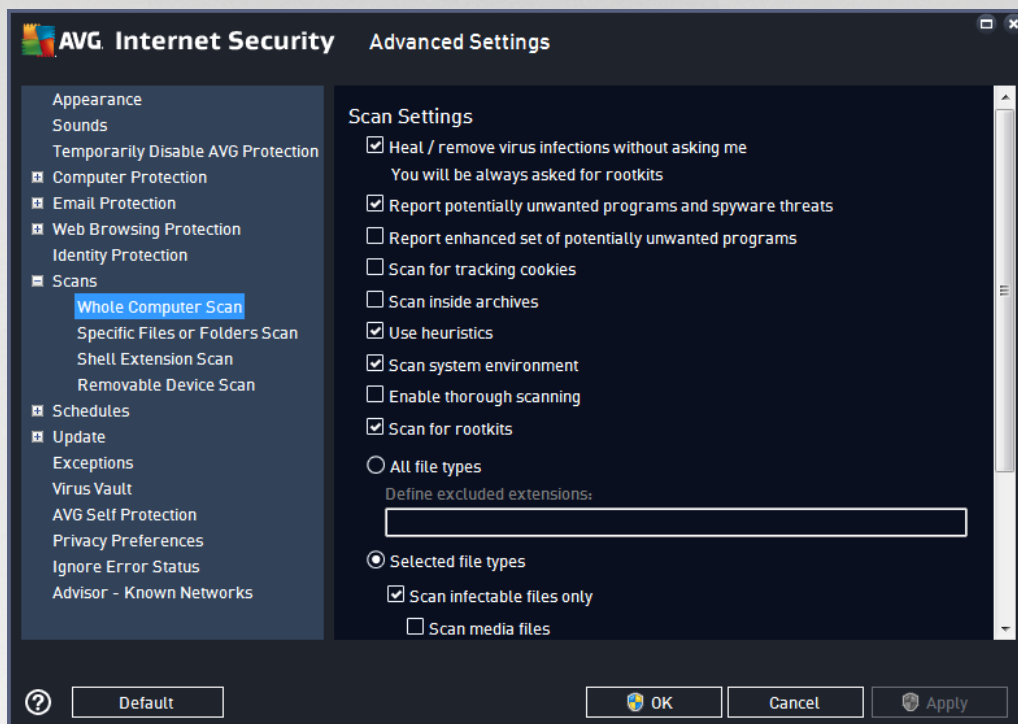 AVG. Internet Security Advanced Settings
Appearance
Sounds
Temporarily Disable AVG Protection
Computer Protection
Email Protection
Web Browsing Protection
Identity Protection
Scans
Whole Computer Scan
Specific Files or Folders Scan
Shell Extension Scan
Removable Device Scan
Schedules
Update
Exceptions
Virus Vault
AVG Self Protection
Privacy Preferences
Ignore Error Status
Advisor - Known Networks
Scan Settings
Heal / remove virus infections without asking me
You will be always asked for rootkits
Report potentially unwanted programs and spyware threats
Report enhanced set of potentially unwanted programs
Scan for tracking cookies
Scan inside archives
Use heuristics
Scan system environment
Enable thorough scanning
Scan for rootkits
All file types
Define excluded extensions:
Selected file types
Scan infectable files only
Scan media files
Default
OK
Cancel
Apply